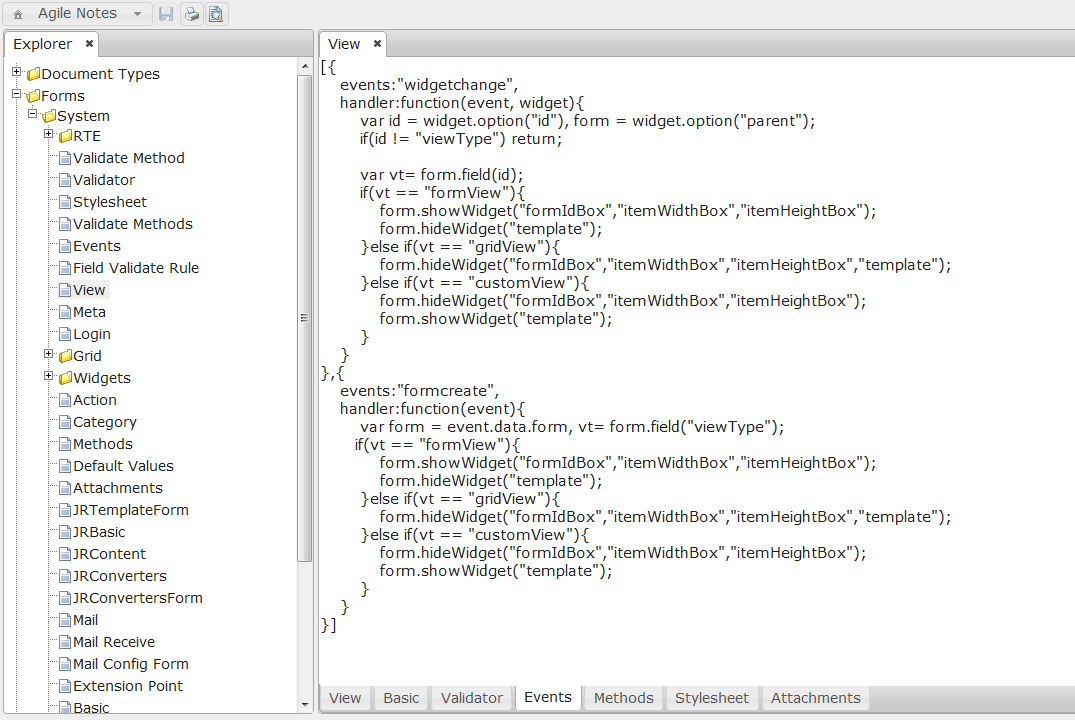 Agile Notes
Explorer
Document Types
Forms
System
RTE
Validate Method
Validator
Stylesheet
Validate Methods
Events
Field Validate Rule
View
Meta
Login
Grid
Widgets
Action
Category
Methods
Default Values
Attachments
JRTemplateForm
JRBasic
JRContent
JRConverters
JRConvertersForm
Mail
Mail Receive
Mail Config Form
Extension Point
Basic
View
[{
events:"widgetchange",
handler:function(event, widget){
var id = widget.option("id"), form = widget.option("parent");
if(id != "viewType") return;
var vt= form.field(id);
if(vt == "formView"){
form.showWidget("formIdBox","itemWidthBox","itemHeightBox");
form.hideWidget("template");
}else if(vt == "gridView"){
form.hideWidget("formIdBox","itemWidthBox","itemHeightBox","template");
}else if(vt == "customView"){
form.hideWidget("formIdBox","itemWidthBox","itemHeightBox");
form.showWidget("template");
}
}
},{
events:"formcreate",
handler:function(event){
var form = event.data.form, vt= form.field("viewType");
if(vt == "formView"){
form.showWidget("formIdBox","itemWidthBox","itemHeightBox");
form.hideWidget("template");
}else if(vt == "gridView"){
form.hideWidget("formIdBox","itemWidthBox","itemHeightBox","template");
}else if(vt == "customView"){
form.hideWidget("formIdBox","itemWidthBox","itemHeightBox");
form.showWidget("template");
}
}
}]
View Basic Validator Events Methods Stylesheet Attachments